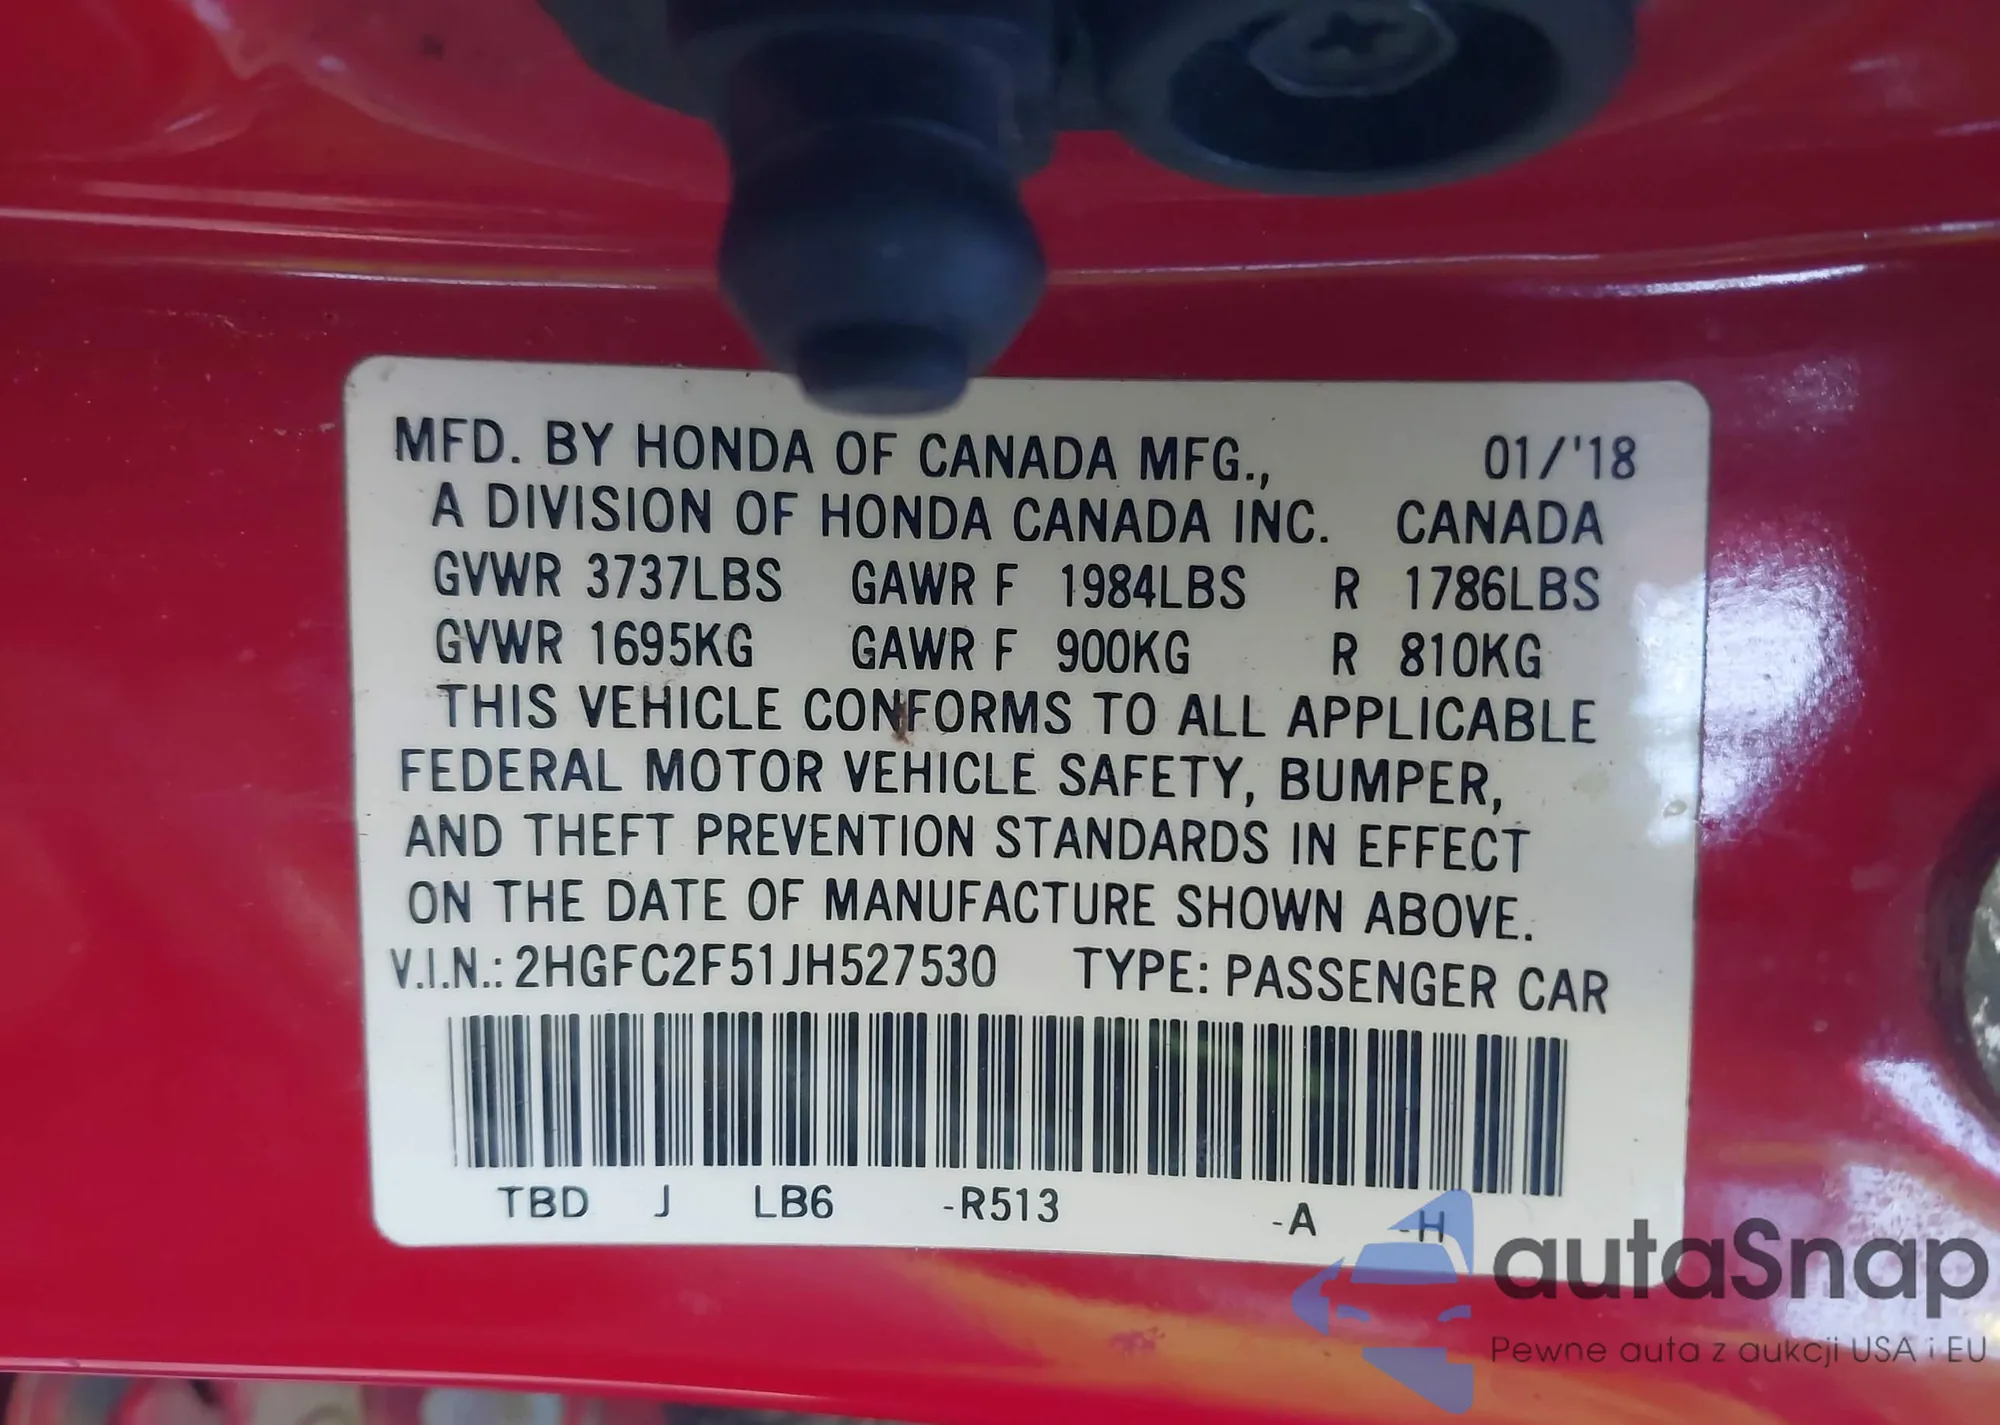 MFD. BY HONDA OF CANADA MFG., 01/'18
A DIVISION OF HONDA CANADA INC. CANADA
GVWR 3737LBS GAWR F 1984LBS R 1786LBS
GVWR 1695KG GAWR F 900KG R 810KG
THIS VEHICLE CONFORMS TO ALL APPLICABLE
FEDERAL MOTOR VEHICLE SAFETY, BUMPER,
AND THEFT PREVENTION STANDARDS IN EFFECT
ON THE DATE OF MANUFACTURE SHOWN ABOVE.
V.I.N.: 2HGFC2F51JH527530 TYPE: PASSENGER CAR
TBD J LB6 -R513 -A -H
autaSnap
Pewne auta z aukcji USA i EU